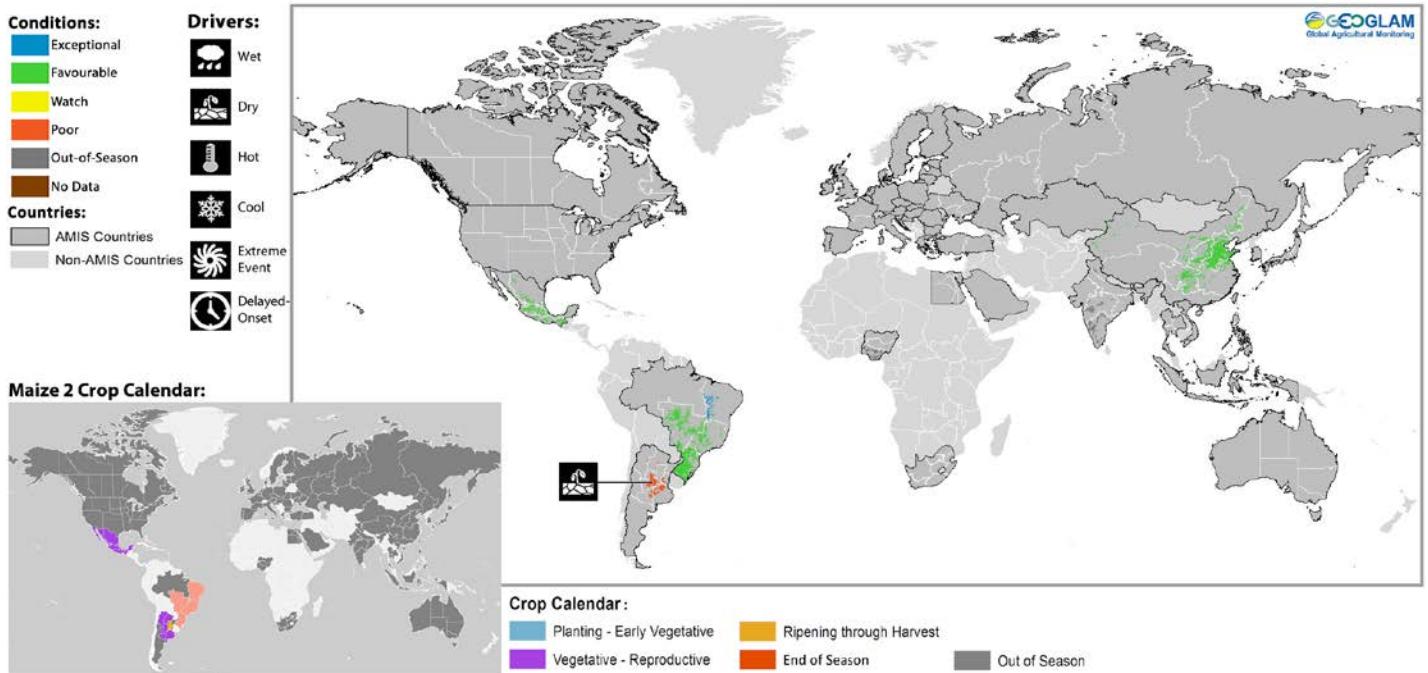 Conditions:
Exceptional
Favourable
Watch
Poor
Out-of-Season
No Data
Countries:
AMIS Countries
Non-AMIS Countries
Drivers:
Wet
Dry
Hot
Cool
Extreme
Event
Delayed-
Onset
GEOGLAM
Global Agricultural Monitoring
Maize 2 Crop Calendar:
Crop Calendar :
Planting - Early Vegetative
Vegetative - Reproductive
Ripening through Harvest
End of Season
Out of Season